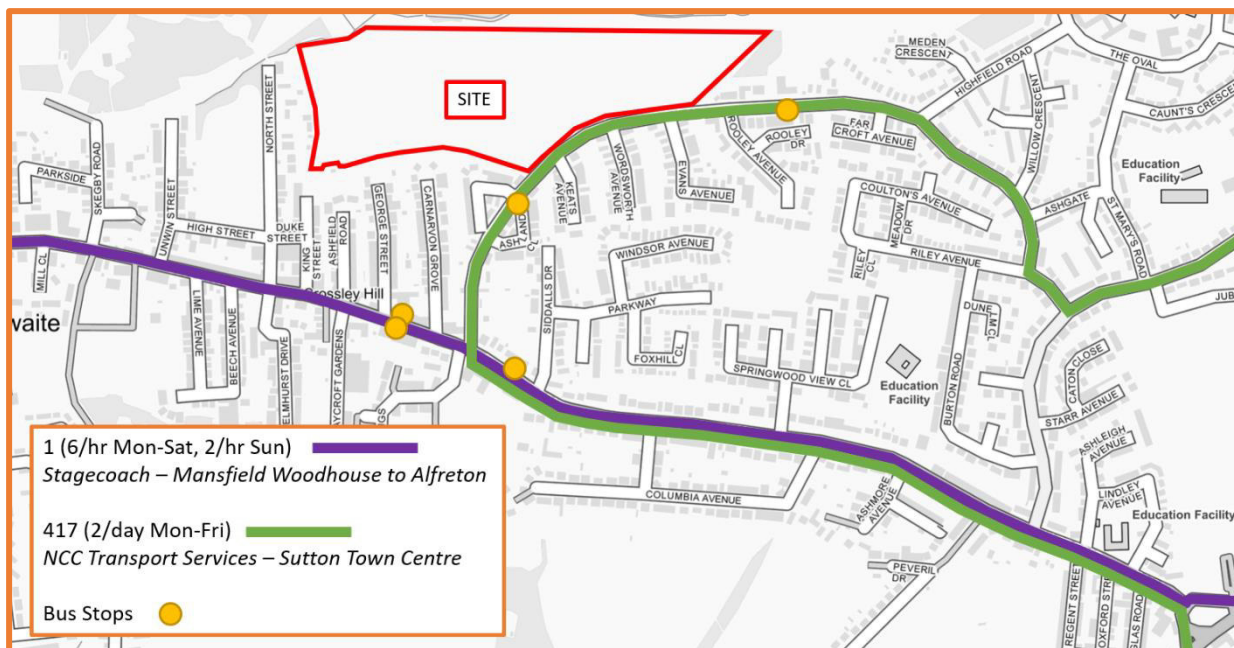 SITE
MEDEN
CRESCENT
THE OVAL
HIGHFIELD ROAD
CAUNT'S CRESCENT
WILLOW CRESCENT
NORTH STREET
SKEGBY ROAD
PARKSIDE
UNWIN STREET
HIGH STREET
DUKE
STREET
KING
STREET
ASHFIELD
ROAD
GEORGE STREET
CARNARVON GROVE
KEATS
AVENUE
WORDSWORTH
AVENUE
EVANS
AVENUE
ROOLEY AVENUE
ROOLEY
DR
FAR
CROFT AVENUE
Education
Facility
COULTON'S AVENUE
MEADOW
DR
ASHGATE
ST MARY'S ROAD
RILEY
CL
RILEY AVENUE
MILL CL
LIME AVENUE
BEECH AVENUE
ELMHURST DRIVE
SIDDALLS DR
WINDSOR AVENUE
PARKWAY
FOXHILL
CL
SPRINGWOOD VIEW CL
Education
Facility
BURTON ROAD
CATON CLOSE
STARR AVENUE
waite
COLUMBIA AVENUE
ASHMORE
AVENUE
PEVERIL
DR
ASHLEIGH
AVENUE
LINDLEY
AVENUE
Education Facility
REGENT STREET
1 (6/hr Mon-Sat, 2/hr Sun)
Stagecoach – Mansfield Woodhouse to Alfreton
417 (2/day Mon-Fri)
NCC Transport Services – Sutton Town Centre
Bus Stops